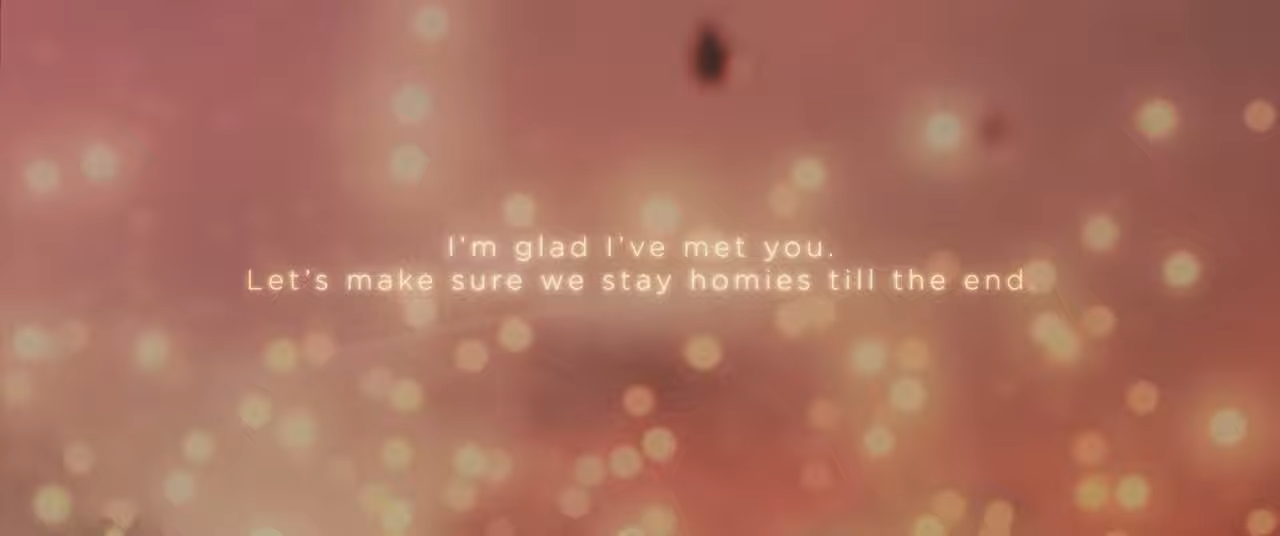 I'm glad I've met you.
Let's make sure we stay homies till the end.